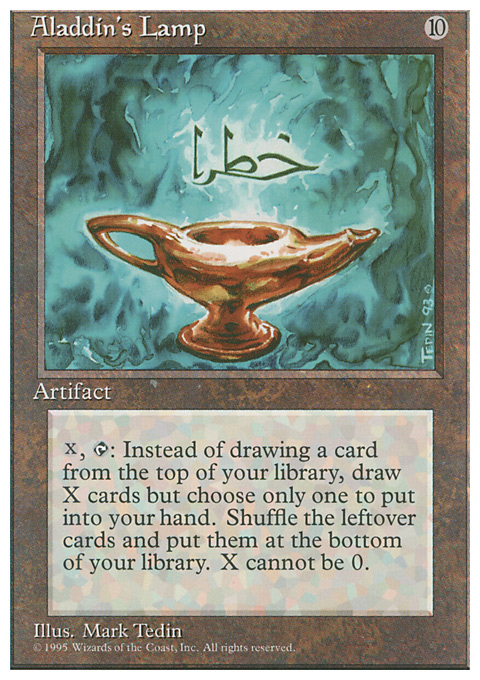 Aladdin's Lamp 10
خطرا
TEDIN 93 ©
Artifact
X, : Instead of drawing a card
from the top of your library, draw
X cards but choose only one to put
into your hand. Shuffle the leftover
cards and put them at the bottom
of your library. X cannot be 0.
Illus. Mark Tedin
© 1995 Wizards of the Coast, Inc. All rights reserved.